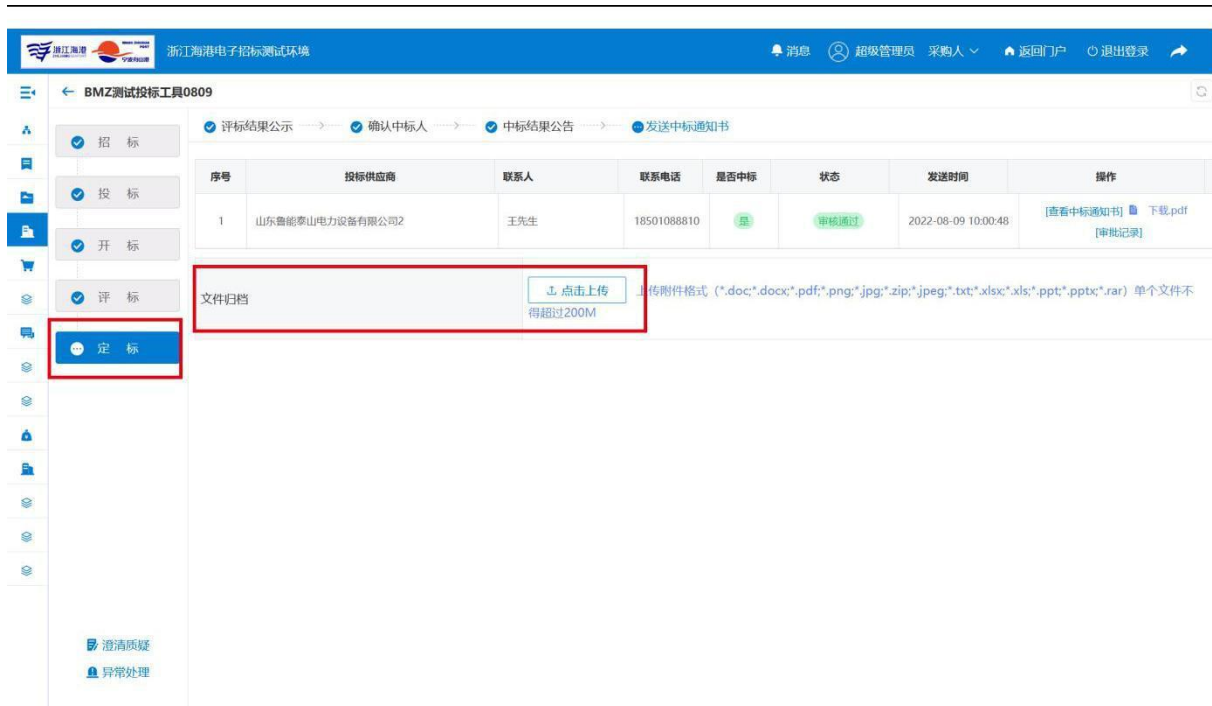 浙江海港
浙江海港电子招标测试环境
消息
超级管理员
采购人
返回门户
退出登录
BMZ测试投标工具0809
评标结果公示
确认中标人
中标结果公告
发送中标通知书
招 标
投 标
开 标
评 标
定 标
序号 投标供应商 联系人 联系电话 是否中标 状态 发送时间 操作
1 山东鲁能泰山电力设备有限公司2 王先生 18501088810 是 审核通过 2022-08-09 10:00:48 [查看中标通知书] 下载.pdf
[审批记录]
文件归档
点击上传 上传附件格式（*.doc;*.docx;*.pdf;*.png;*.jpg;*.zip;*.jpeg;*.txt;*.xlsx;*.xls;*.ppt;*.pptx;*.rar）单个文件不
得超过200M
澄清质疑
异常处理